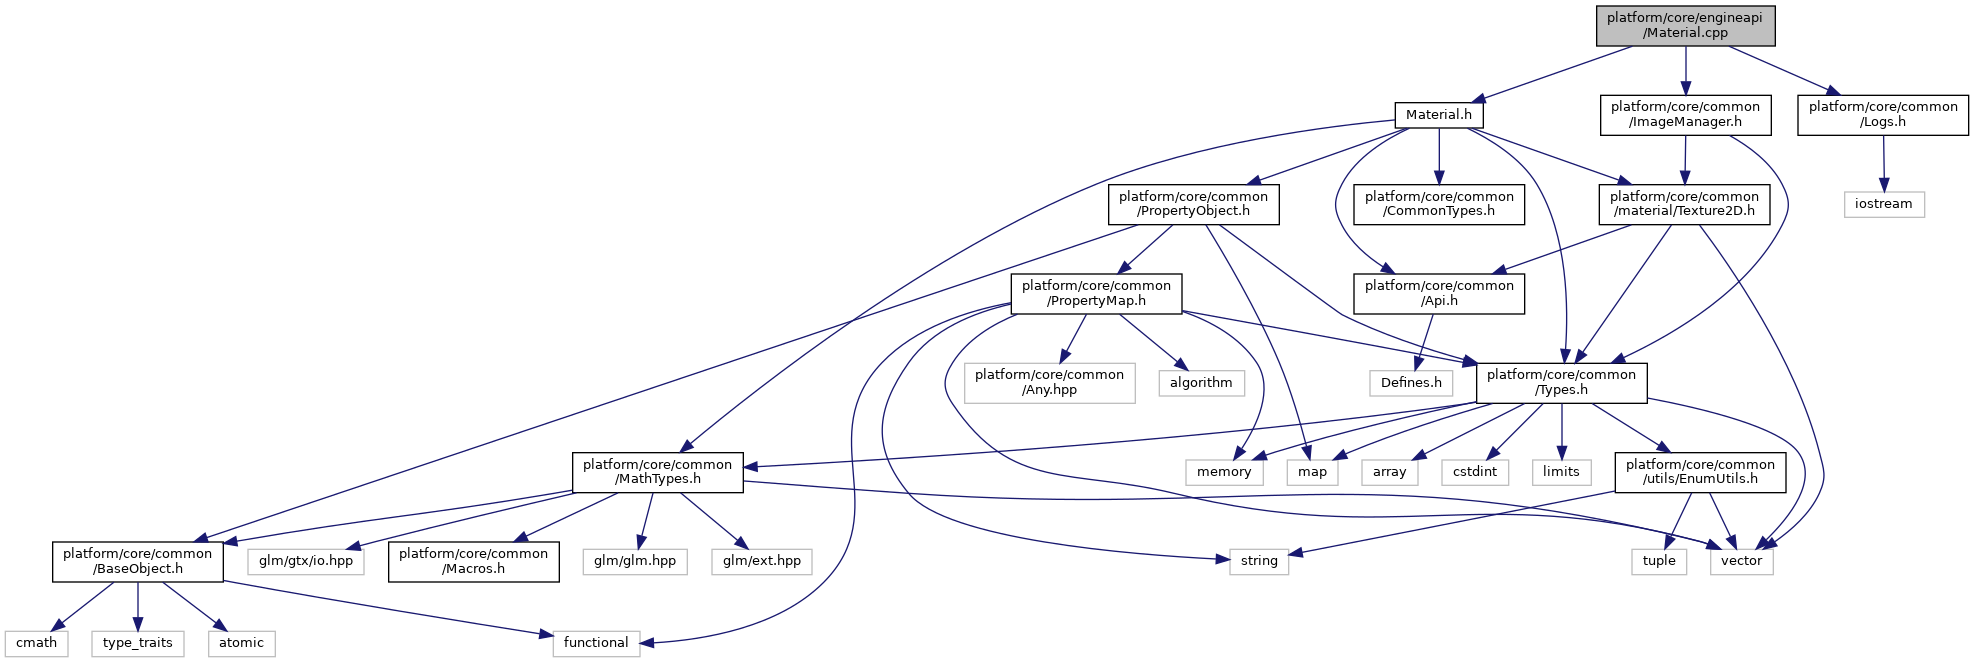 platform/core/engineapi
/Material.cpp
Material.h
platform/core/common
/ImageManager.h
platform/core/common
/Logs.h
platform/core/common
/PropertyObject.h
platform/core/common
/CommonTypes.h
platform/core/common
/material/Texture2D.h
iostream
platform/core/common
/PropertyMap.h
platform/core/common
/Api.h
platform/core/common
/Any.hpp
algorithm
Defines.h
platform/core/common
/Types.h
platform/core/common
/MathTypes.h
memory
map
array
cstdint
limits
platform/core/common
/utils/EnumUtils.h
platform/core/common
/BaseObject.h
glm/gtx/io.hpp
platform/core/common
/Macros.h
glm/glm.hpp
glm/ext.hpp
string
tuple
vector
cmath
type_traits
atomic
functional